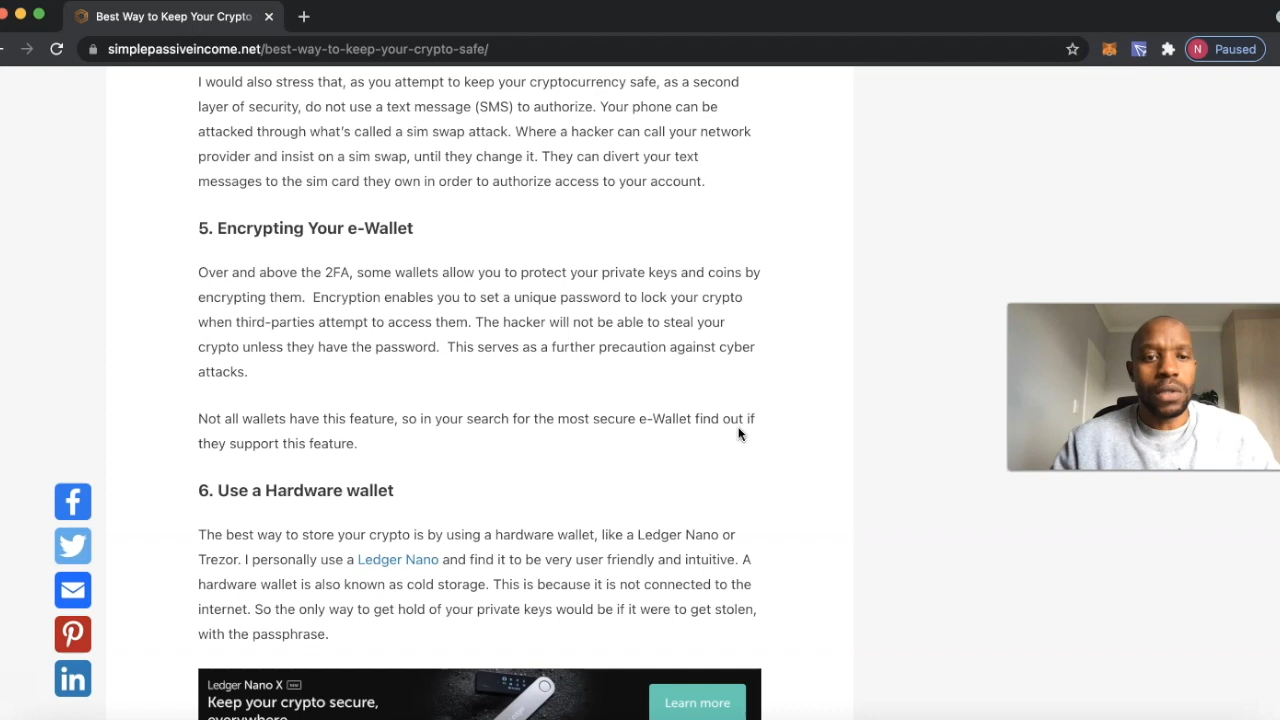 Best Way to Keep Your Crypto
simplepassiveincome.net/best-way-to-keep-your-crypto-safe/
N Paused
I would also stress that, as you attempt to keep your cryptocurrency safe, as a second
layer of security, do not use a text message (SMS) to authorize. Your phone can be
attacked through what's called a sim swap attack. Where a hacker can call your network
provider and insist on a sim swap, until they change it. They can divert your text
messages to the sim card they own in order to authorize access to your account.
5. Encrypting Your e-Wallet
Over and above the 2FA, some wallets allow you to protect your private keys and coins by
encrypting them.  Encryption enables you to set a unique password to lock your crypto
when third-parties attempt to access them. The hacker will not be able to steal your
crypto unless they have the password.  This serves as a further precaution against cyber
attacks.
Not all wallets have this feature, so in your search for the most secure e-Wallet find out if
they support this feature.
6. Use a Hardware wallet
The best way to store your crypto is by using a hardware wallet, like a Ledger Nano or
Trezor. I personally use a Ledger Nano and find it to be very user friendly and intuitive. A
hardware wallet is also known as cold storage. This is because it is not connected to the
internet. So the only way to get hold of your private keys would be if it were to get stolen,
with the passphrase.
Ledger Nano X NEW
Keep your crypto secure,
everywhere
Learn more